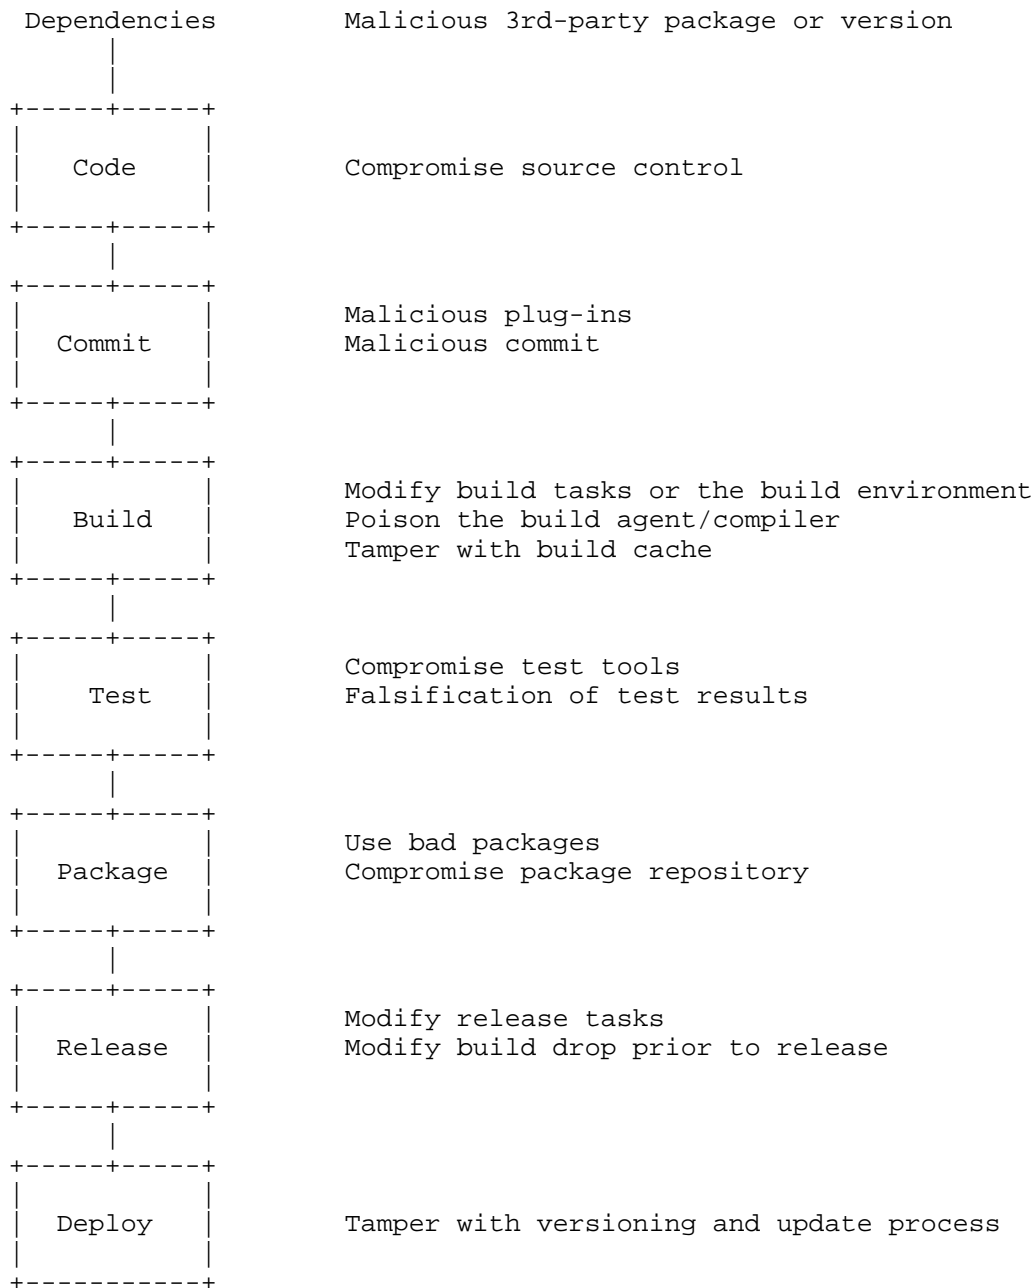 Dependencies Malicious 3rd-party package or version
Code Compromise source control
Malicious plug-ins
Commit Malicious commit
Modify build tasks or the build environment
Build Poison the build agent/compiler
Tamper with build cache
Compromise test tools
Test Falsification of test results
Use bad packages
Package Compromise package repository
Modify release tasks
Release Modify build drop prior to release
Deploy Tamper with versioning and update process